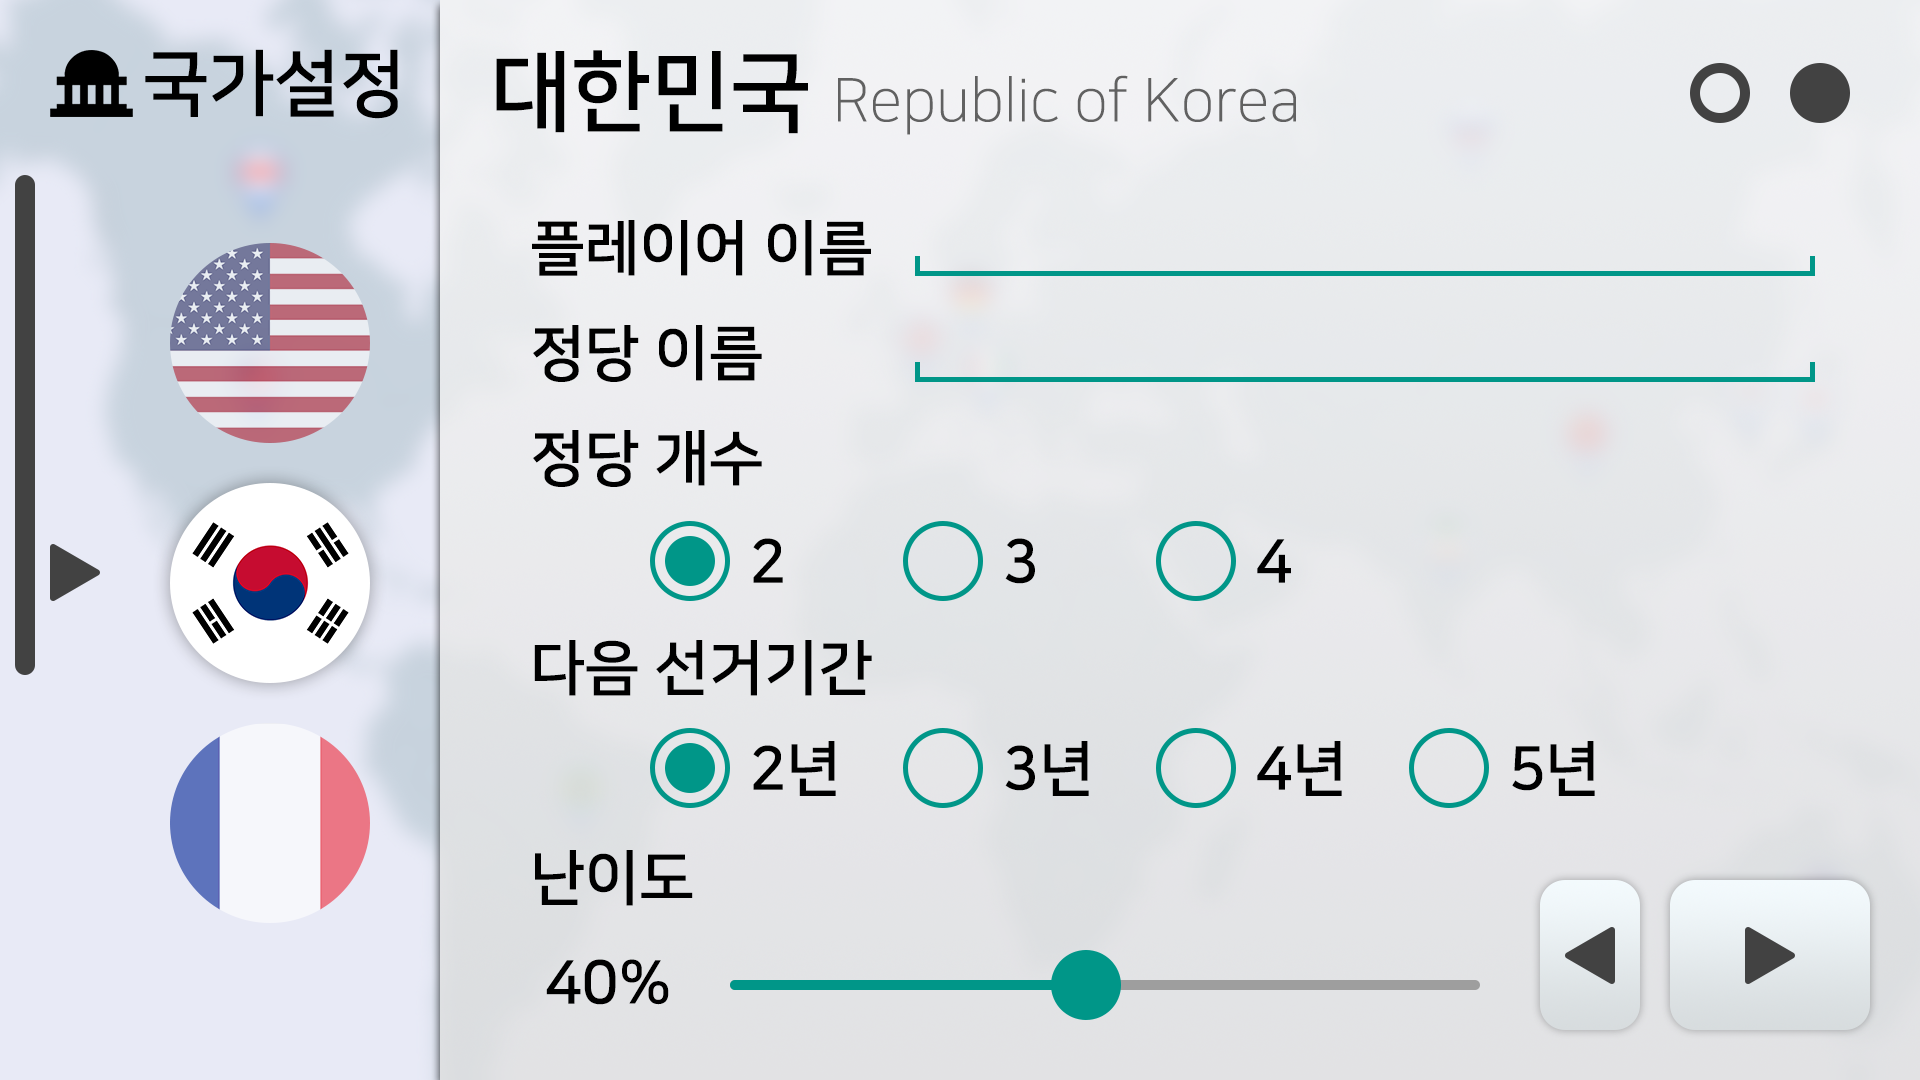 국가설정
대한민국 Republic of Korea
플레이어 이름
정당 이름
정당 개수
2 3 4
다음 선거기간
2년 3년 4년 5년
난이도
40%